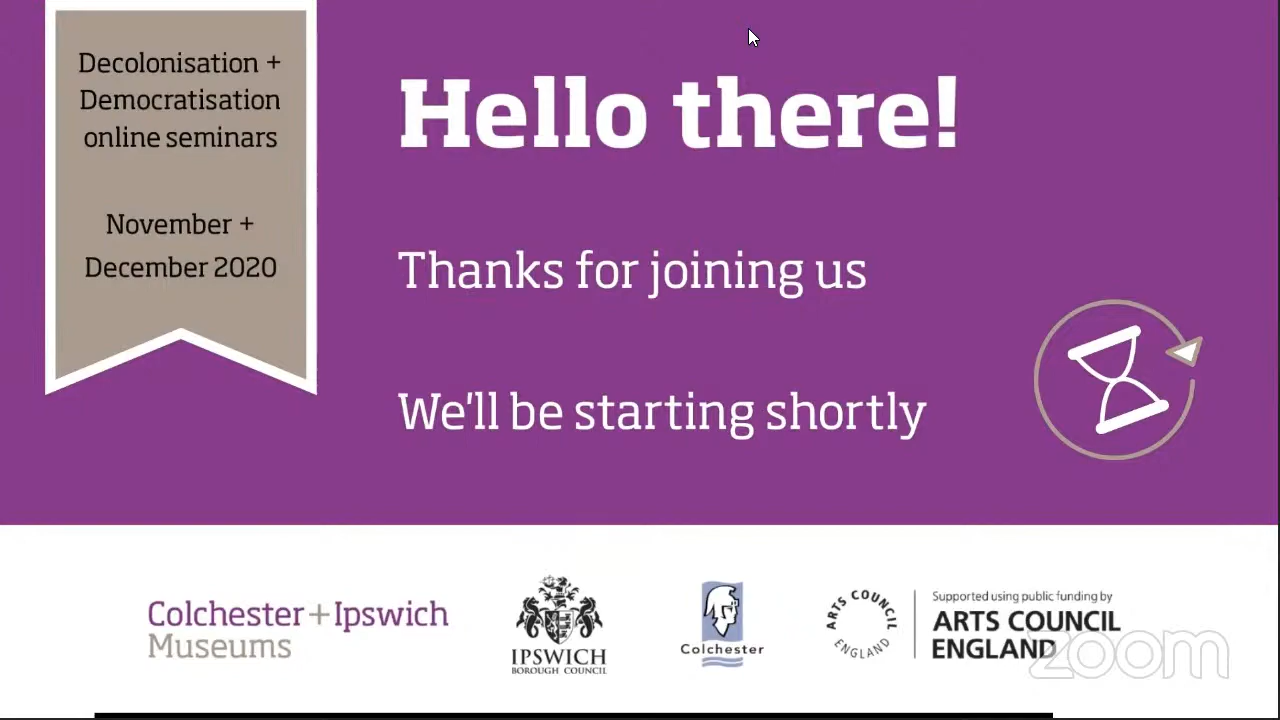 Decolonisation +
Democratisation
online seminars
November +
December 2020
Hello there!
Thanks for joining us
We'll be starting shortly
Colchester+Ipswich
Museums
IPSWICH
BOROUGH COUNCIL
Colchester
ARTS COUNCIL
ENGLAND
Supported using public funding by
ARTS COUNCIL
ENGLAND
zoom